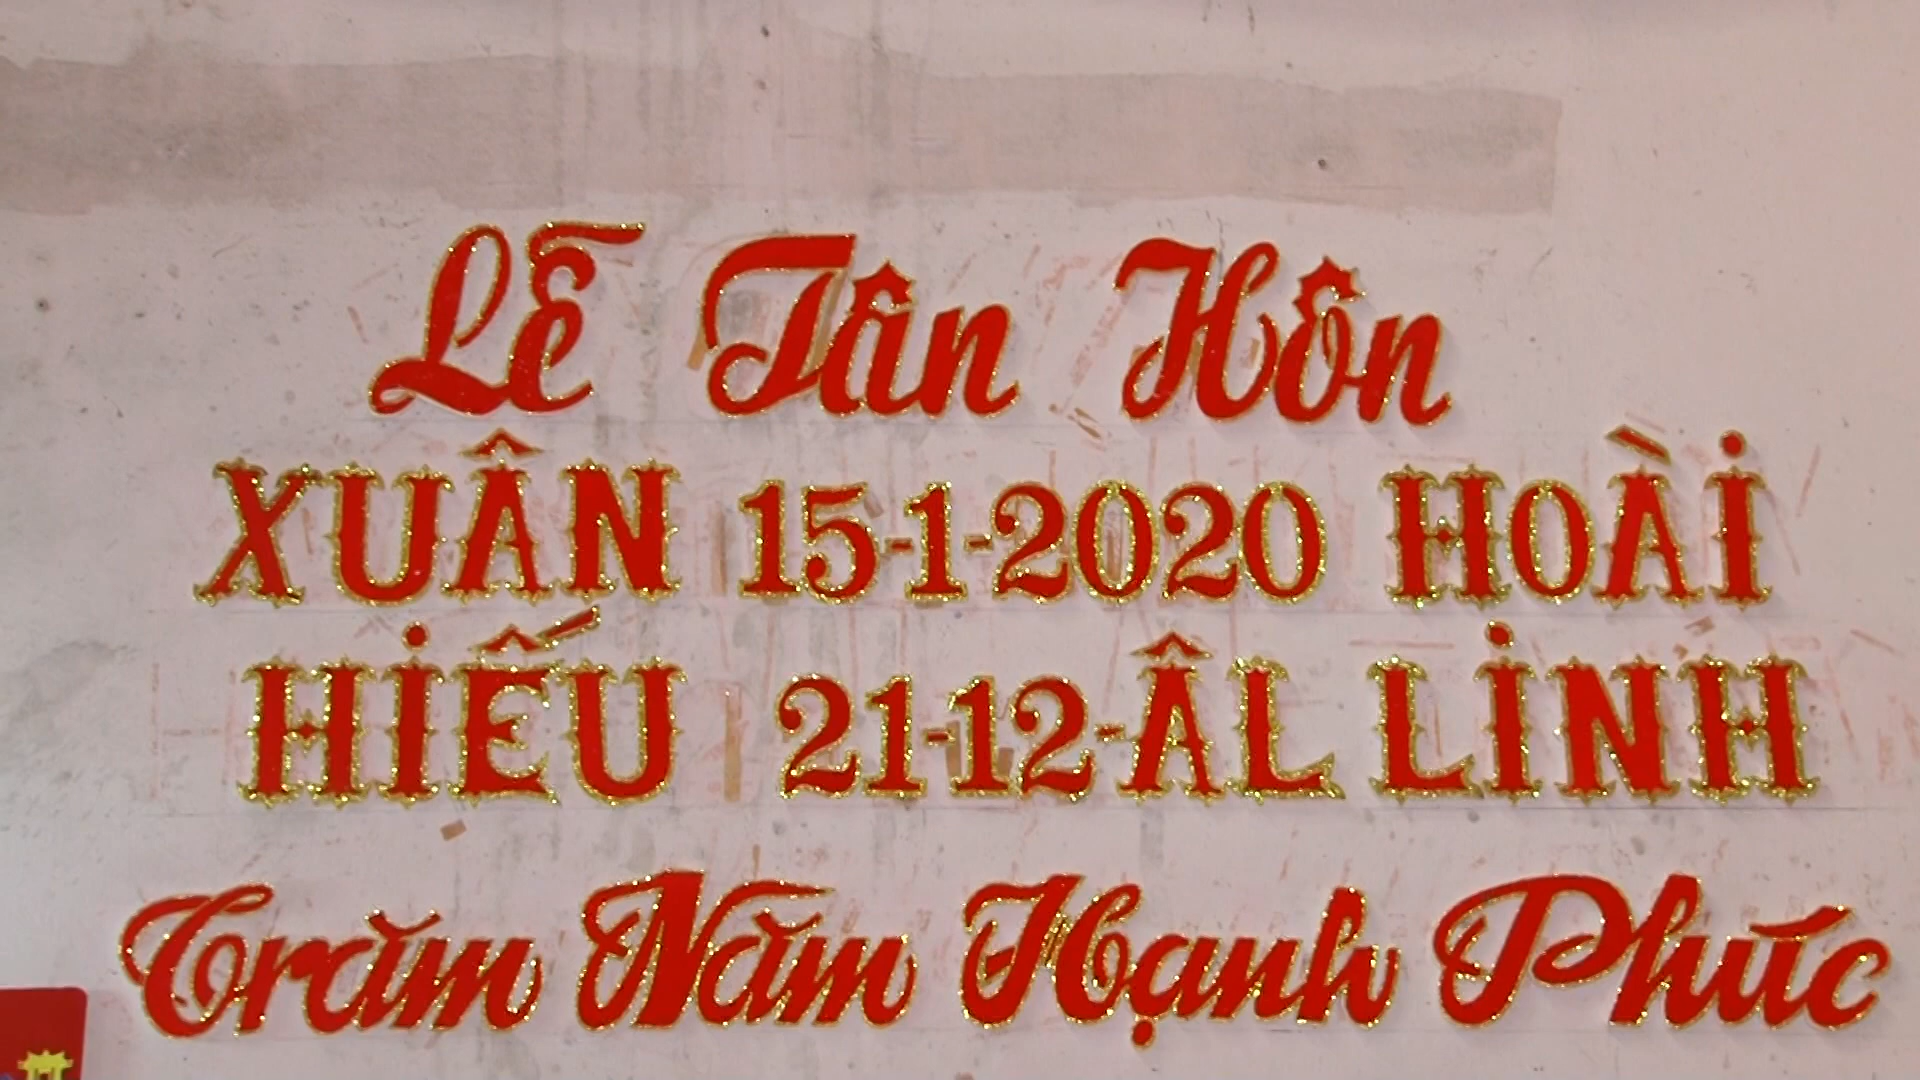 Lễ Tân Hôn
XUÂN 15-1-2020 HOÀi
HiẾU 21-12-ÂL LiNH
Trăm Năm Hạnh Phúc